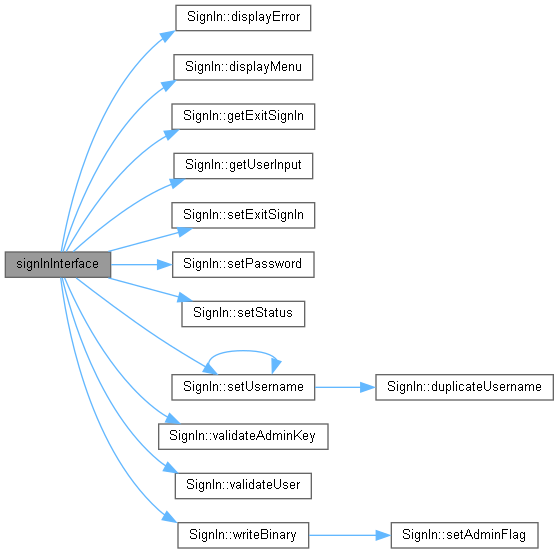 SignIn::displayError
SignIn::displayMenu
SignIn::getExitSignIn
SignIn::getUserInput
SignIn::setExitSignIn
signInInterface
SignIn::setPassword
SignIn::setStatus
SignIn::setUsername
SignIn::duplicateUsername
SignIn::validateAdminKey
SignIn::validateUser
SignIn::writeBinary
SignIn::setAdminFlag